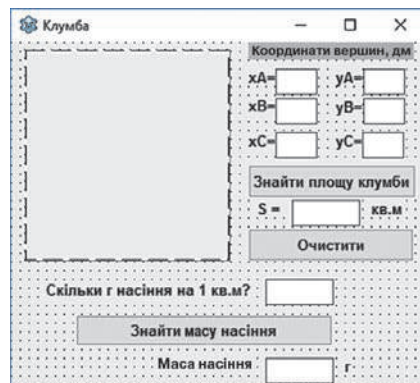 Клумба
Координати вершин, дм
xA= yA=
xB= yB=
xC= yC=
Знайти площу клумби
S = кв.м
Очистити
Скільки г насіння на 1 кв.м?
Знайти масу насіння
Маса насіння г